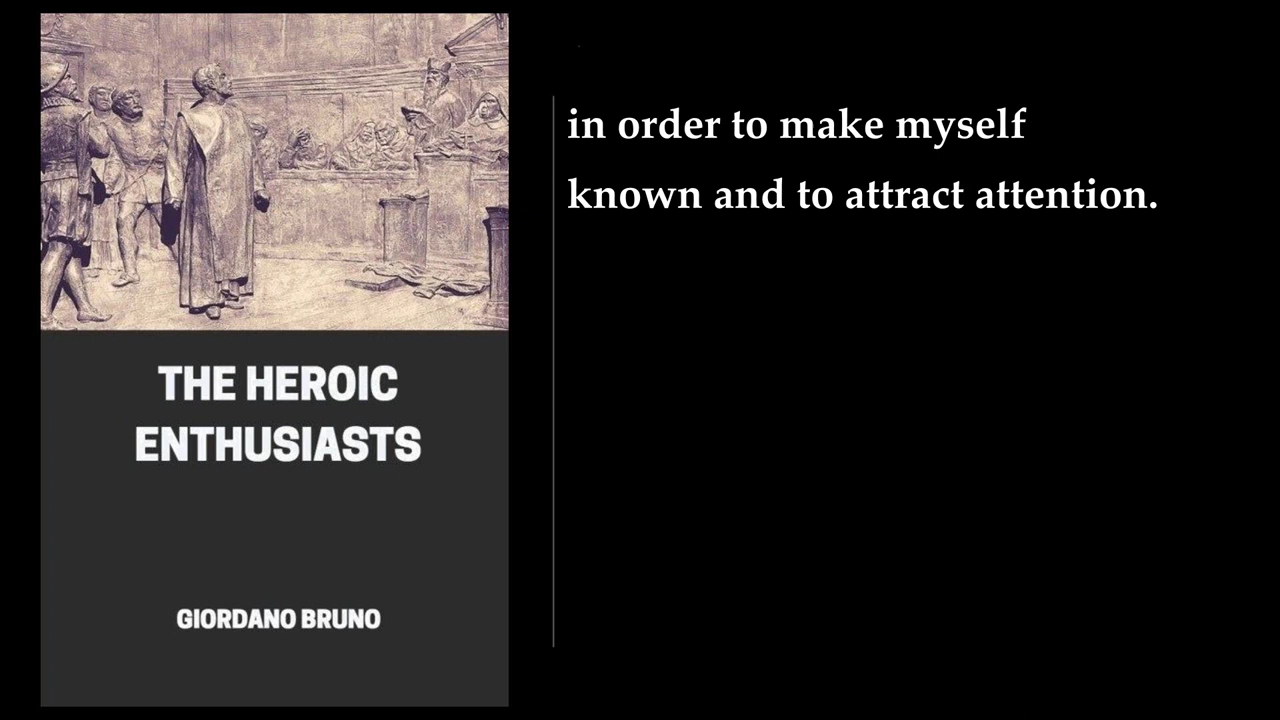 in order to make myself
known and to attract attention.
THE HEROIC
ENTHUSIASTS
GIORDANO BRUNO